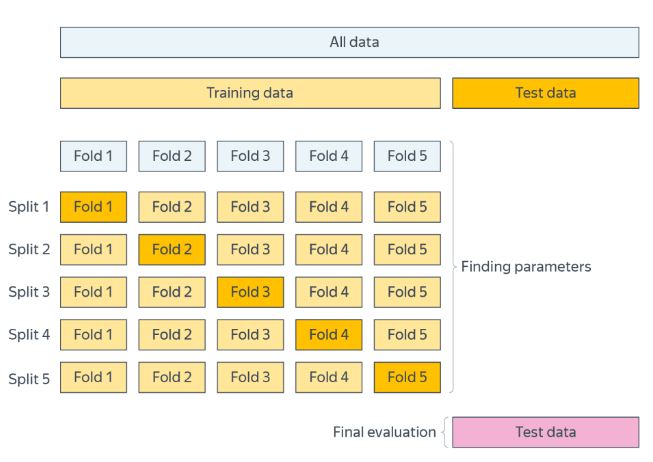 All data
Training data Test data
Fold 1 Fold 2 Fold 3 Fold 4 Fold 5
Split 1 Fold 1 Fold 2 Fold 3 Fold 4 Fold 5
Split 2 Fold 1 Fold 2 Fold 3 Fold 4 Fold 5
Finding parameters
Split 3 Fold 1 Fold 2 Fold 3 Fold 4 Fold 5
Split 4 Fold 1 Fold 2 Fold 3 Fold 4 Fold 5
Split 5 Fold 1 Fold 2 Fold 3 Fold 4 Fold 5
Final evaluation Test data